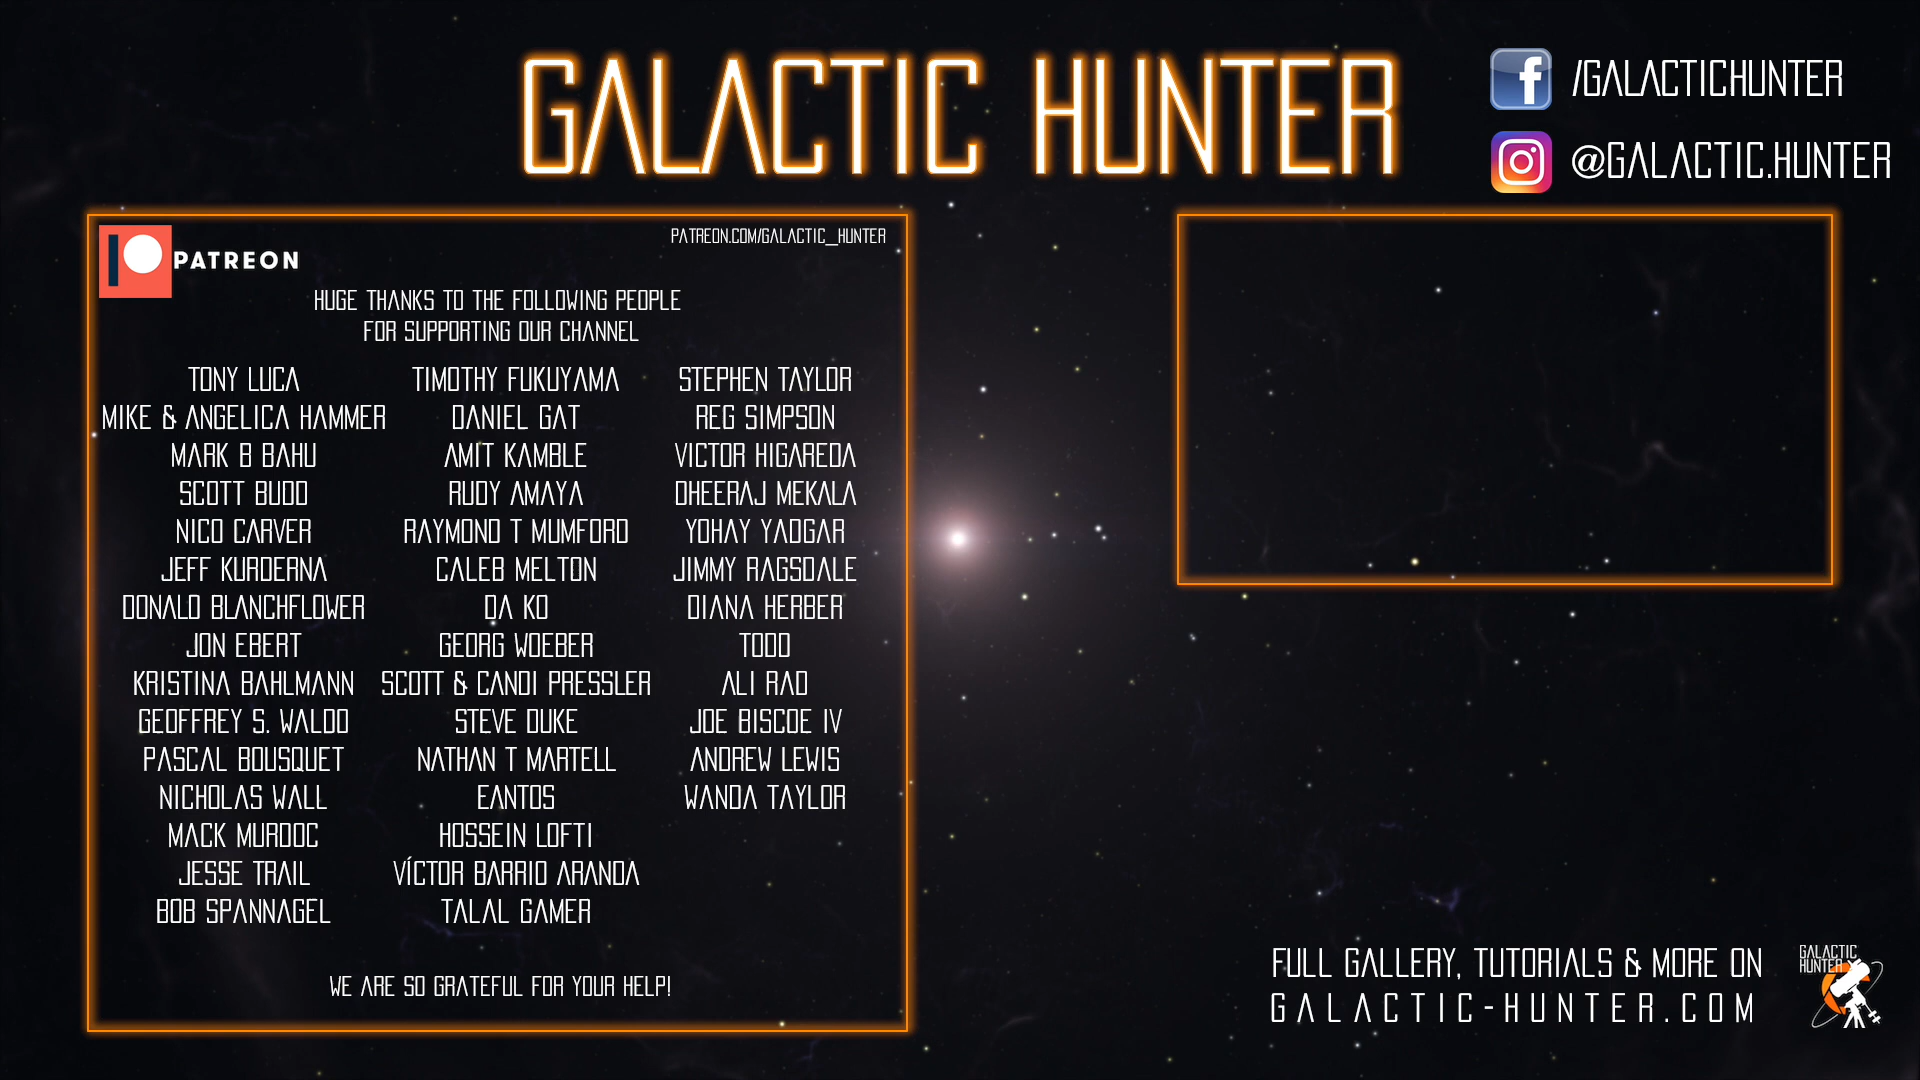 GALACTIC HUNTER
/GALACTICHUNTER
@GALACTIC.HUNTER
PATREON
PATREON.COM/GALACTIC_HUNTER
HUGE THANKS TO THE FOLLOWING PEOPLE
FOR SUPPORTING OUR CHANNEL
TONY LUCA
MIKE & ANGELICA HAMMER
MARK B BAHU
SCOTT BUDD
NICO CARVER
JEFF KURDERNA
DONALD BLANCHFLOWER
JON EBERT
KRISTINA BAHLMANN
GEOFFREY S. WALDO
PASCAL BOUSQUET
NICHOLAS WALL
MACK MURDOC
JESSE TRAIL
BOB SPANNAGEL
TIMOTHY FUKUYAMA
DANIEL GAT
AMIT KAMBLE
RUDY AMAYA
RAYMOND T MUMFORD
CALEB MELTON
DA KO
GEORG WOEBER
SCOTT & CANDI PRESSLER
STEVE DUKE
NATHAN T MARTELL
EANTOS
HOSSEIN LOFTI
VÍCTOR BARRIO ARANDA
TALAL GAMER
STEPHEN TAYLOR
REG SIMPSON
VICTOR HIGAREDA
DHEERAJ MEKALA
YOHAY YADGAR
JIMMY RAGSDALE
DIANA HERBER
TODD
ALI RAD
JOE BISCOE IV
ANDREW LEWIS
WANDA TAYLOR
WE ARE SO GRATEFUL FOR YOUR HELP!
FULL GALLERY, TUTORIALS & MORE ON
GALACTIC-HUNTER.COM
GALACTIC
HUNTER